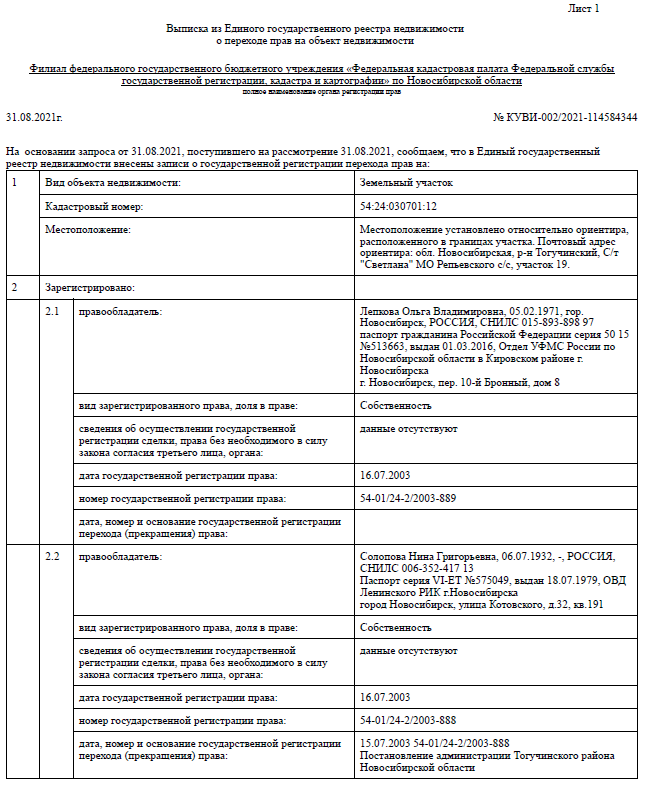 Лист 1
Выписка из Единого государственного реестра недвижимости
о переходе прав на объект недвижимости
Филиал федерального государственного бюджетного учреждения «Федеральная кадастровая палата Федеральной службы
государственной регистрации, кадастра и картографии» по Новосибирской области
полное наименование органа регистрации прав
31.08.2021г.
№ КУВИ-002/2021-114584344
На основании запроса от 31.08.2021, поступившего на рассмотрение 31.08.2021, сообщаем, что в Единый государственный
реестр недвижимости внесены записи о государственной регистрации перехода прав на:
1
Вид объекта недвижимости:
Земельный участок
Кадастровый номер:
54:24:030701:12
Местоположение:
Местоположение установлено относительно ориентира,
расположенного в границах участка. Почтовый адрес
ориентира: обл. Новосибирская, р-н Тогучинский, С/т
"Светлана" МО Репьевского с/с, участок 19.
2
Зарегистрировано:
2.1
правообладатель:
Лепкова Ольга Владимировна, 05.02.1971, гор.
Новосибирск, РОССИЯ, СНИЛС 015-893-898 97
паспорт гражданина Российской Федерации серия 50 15
№513663, выдан 01.03.2016, Отдел УФМС России по
Новосибирской области в Кировском районе г.
Новосибирска
г. Новосибирск, пер. 10-й Бронный, дом 8
вид зарегистрированного права, доля в праве:
Собственность
сведения об осуществлении государственной
регистрации сделки, права без необходимого в силу
закона согласия третьего лица, органа:
данные отсутствуют
дата государственной регистрации права:
16.07.2003
номер государственной регистрации права:
54-01/24-2/2003-889
дата, номер и основание государственной регистрации
перехода (прекращения) права:
2.2
правообладатель:
Солопова Нина Григорьевна, 06.07.1932, -, РОССИЯ,
СНИЛС 006-352-417 13
Паспорт серия VI-ЕТ №575049, выдан 18.07.1979, ОВД
Ленинского РИК г.Новосибирска
город Новосибирск, улица Котовского, д.32, кв.191
вид зарегистрированного права, доля в праве:
Собственность
сведения об осуществлении государственной
регистрации сделки, права без необходимого в силу
закона согласия третьего лица, органа:
данные отсутствуют
дата государственной регистрации права:
16.07.2003
номер государственной регистрации права:
54-01/24-2/2003-888
дата, номер и основание государственной регистрации
перехода (прекращения) права:
15.07.2003 54-01/24-2/2003-888
Постановление администрации Тогучинского района
Новосибирской области